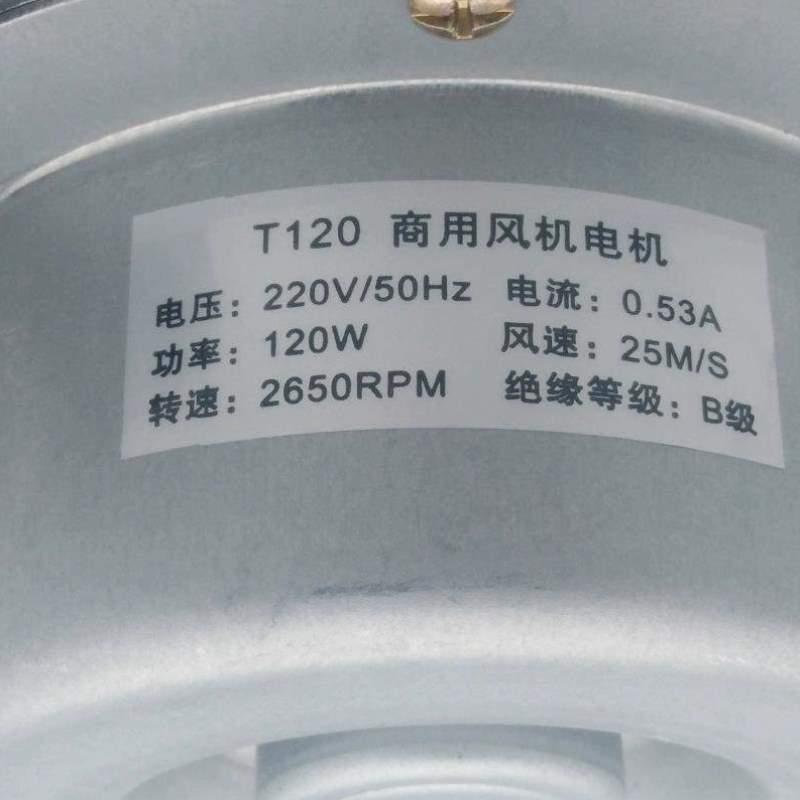 T120 商用风机电机
电压：220V/50Hz 电流：0.53A
功率：120W 风速：25M/S
转速：2650RPM 绝缘等级：B级